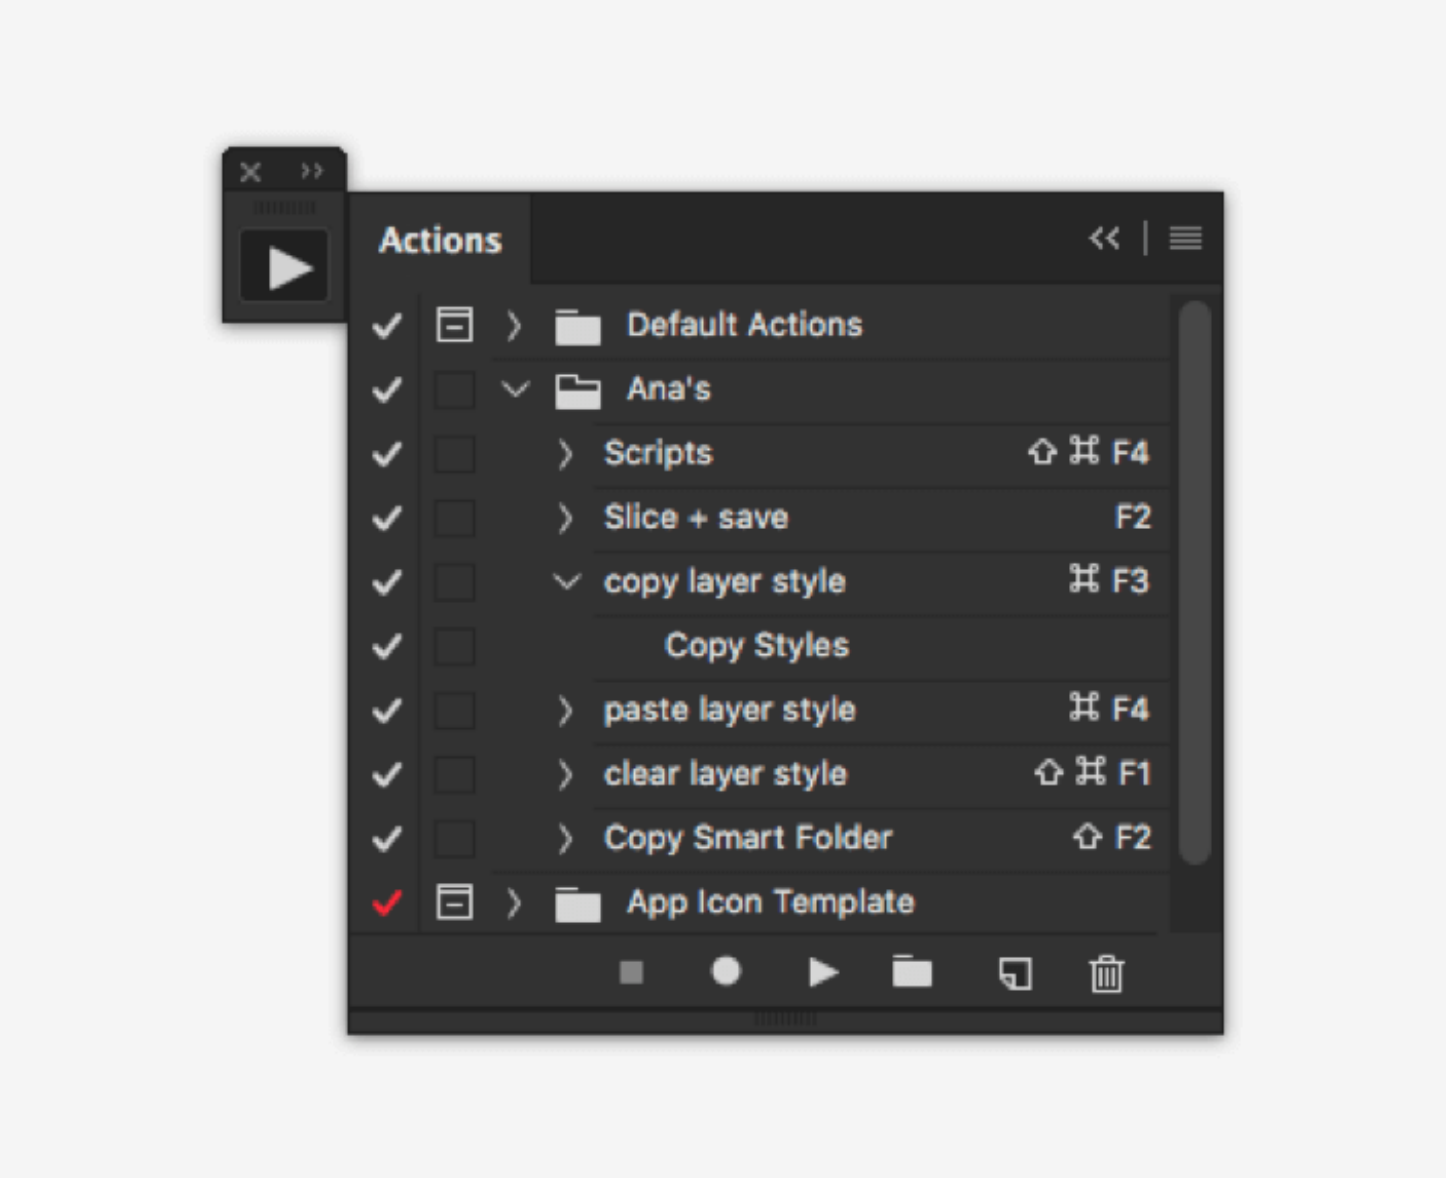 Actions
Default Actions
Ana's
Scripts ⇧ ⌘ F4
Slice + save F2
copy layer style ⌘ F3
Copy Styles
paste layer style ⌘ F4
clear layer style ⇧ ⌘ F1
Copy Smart Folder ⇧ F2
App Icon Template